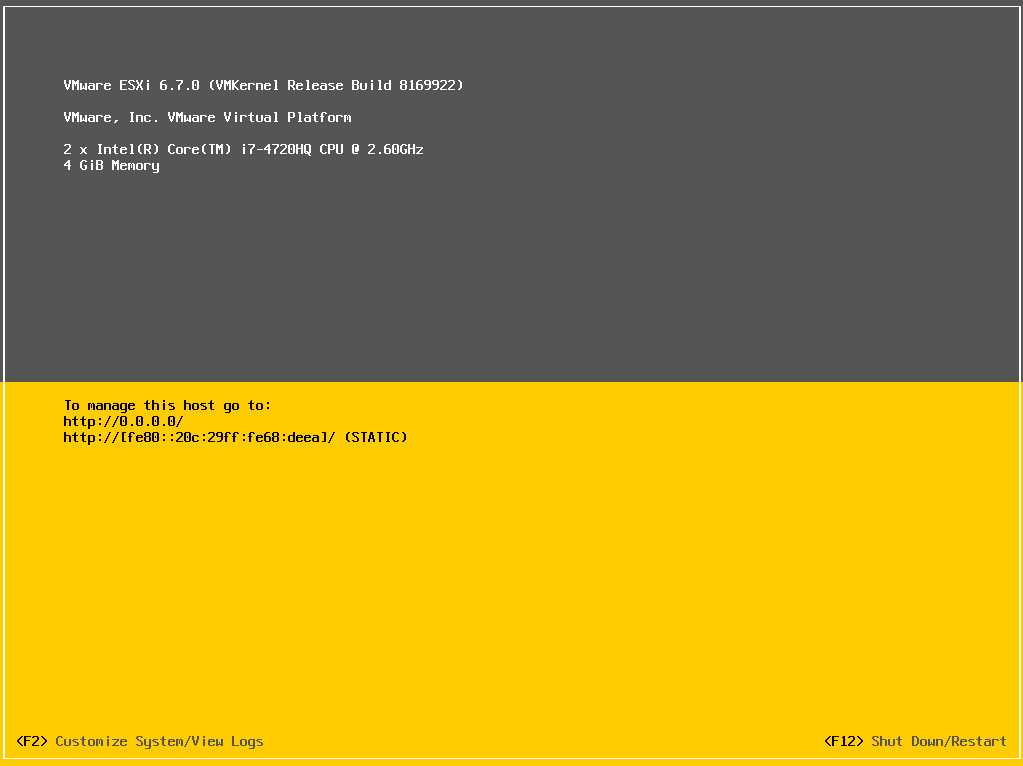 VMware ESXi 6.7.0 (VMKernel Release Build 8169922)
VMware, Inc. VMware Virtual Platform
2 x Intel(R) Core(TM) i7-4720HQ CPU @ 2.60GHz
4 GiB Memory
To manage this host go to:
http://0.0.0.0/
http://[fe80::20c:29ff:fe68:deea]/ (STATIC)
<F2> Customize System/View Logs
<F12> Shut Down/Restart